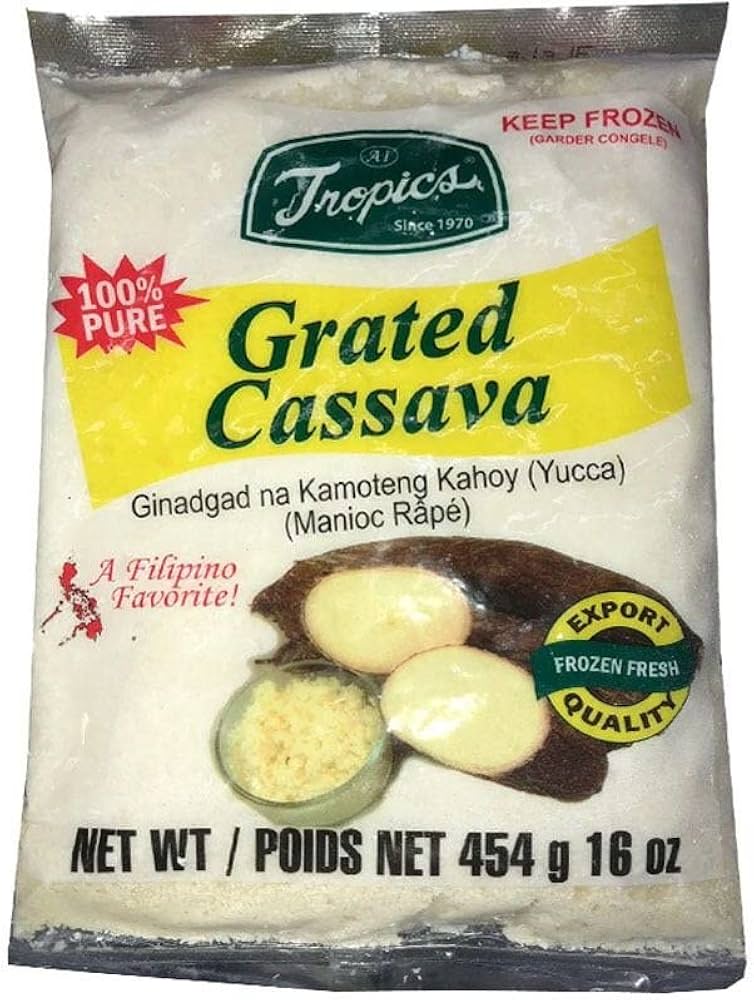 KEEP FROZEN
(GARDER CONGELE)
AI
Tropics
Since 1970
100%
PURE
Grated
Cassava
Ginadgad na Kamoteng Kahoy (Yucca)
(Manioc Râpé)
A Filipino
Favorite!
EXPORT
FROZEN FRESH
QUALITY
NET WT / POIDS NET 454 g 16 oz